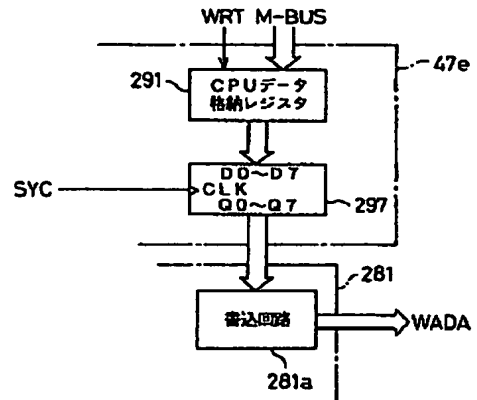 WRT M-BUS
47e
291
CPUデータ
格納レジスタ
D0～D7
SYC
CLK
Q0～Q7
297
281
書込回路
WADA
281a